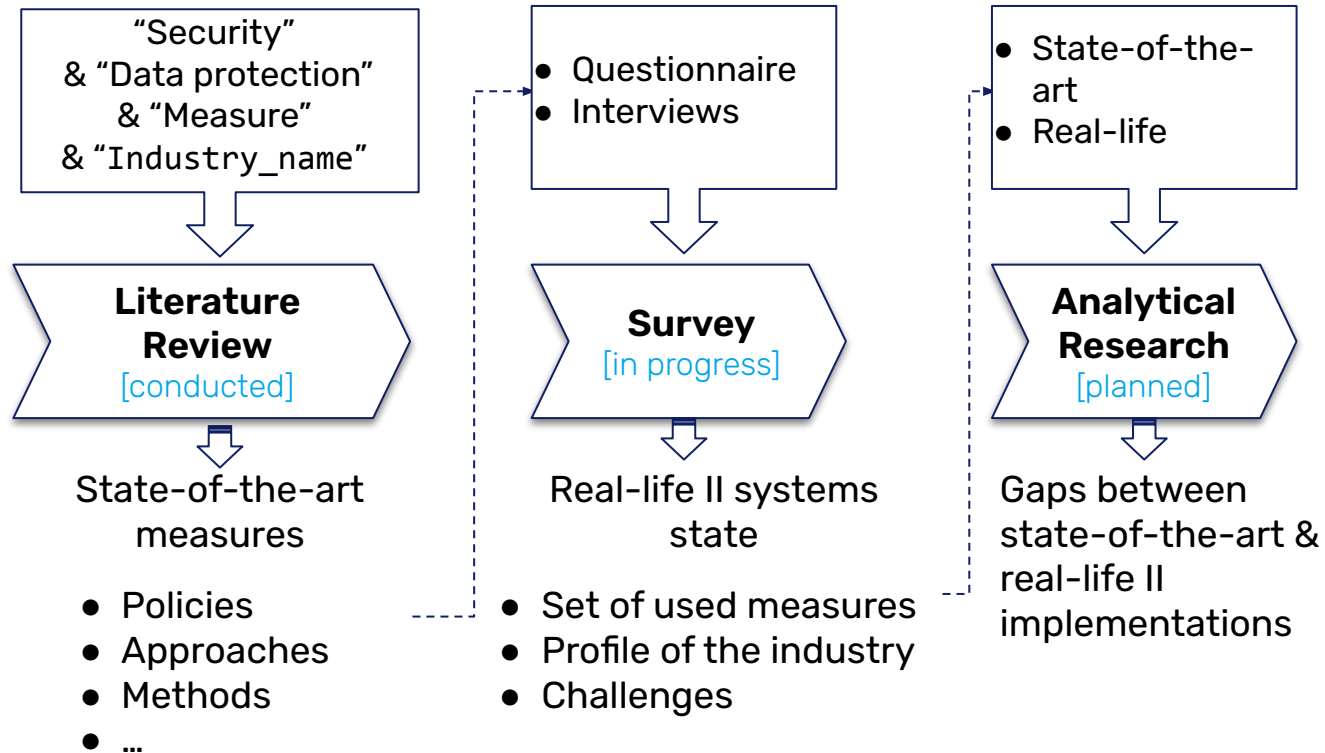 “Security”
& “Data protection”
& “Measure”
& “Industry_name”
Literature
Review
[conducted]
State-of-the-art
measures
● Policies
● Approaches
● Methods
● …
● Questionnaire
● Interviews
Survey
[in progress]
Real-life II systems
state
● Set of used measures
● Profile of the industry
● Challenges
● State-of-the-
art
● Real-life
Analytical
Research
[planned]
Gaps between
state-of-the-art &
real-life II
implementations